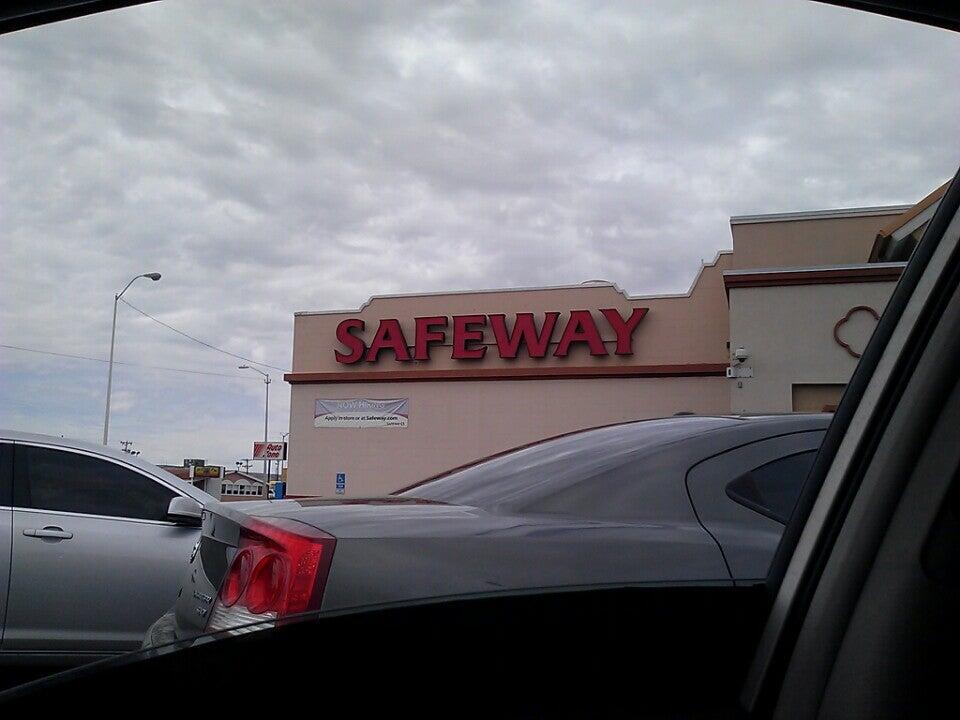 SAFEWAY
NOW HIRING
Apply in-store or at Safeway.com
Auto
Zone